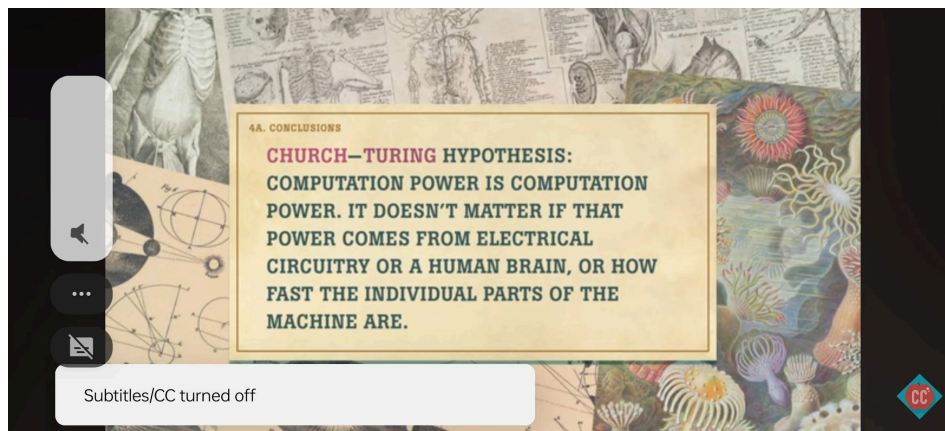 4A. CONCLUSIONS
CHURCH–TURING HYPOTHESIS:
COMPUTATION POWER IS COMPUTATION
POWER. IT DOESN'T MATTER IF THAT
POWER COMES FROM ELECTRICAL
CIRCUITRY OR A HUMAN BRAIN, OR HOW
FAST THE INDIVIDUAL PARTS OF THE
MACHINE ARE.
Subtitles/CC turned off
CC